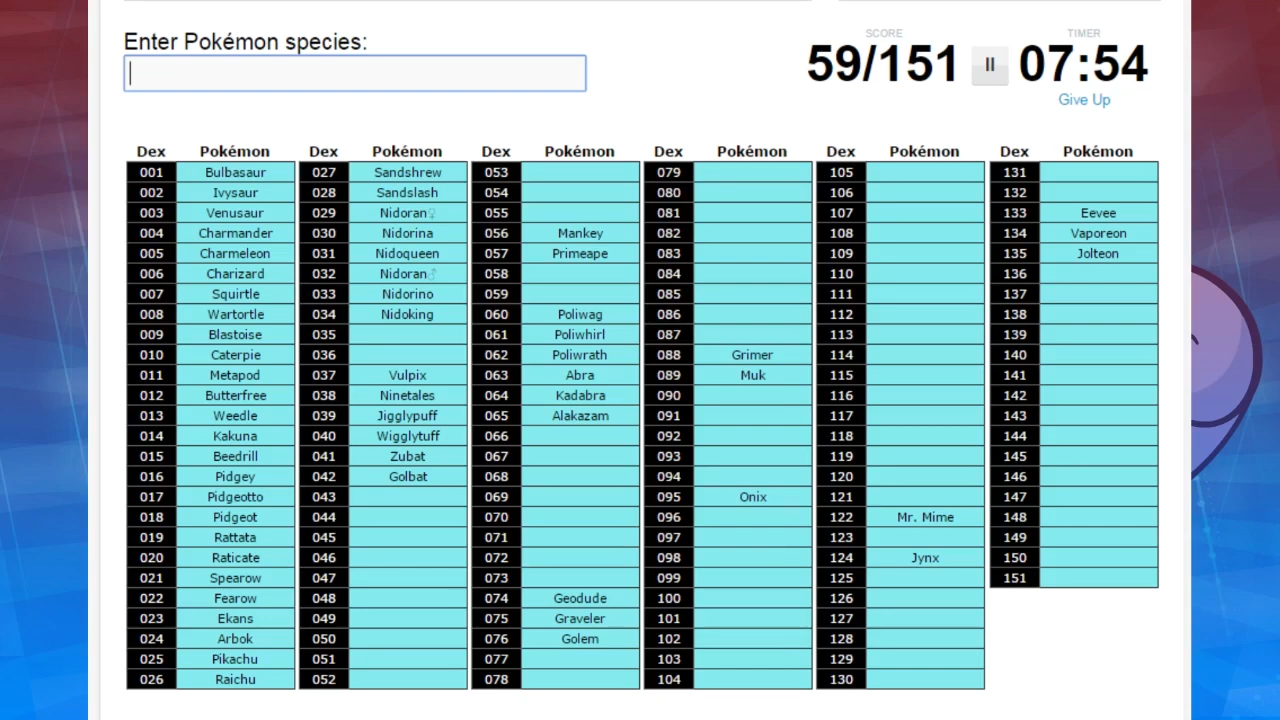 Enter Pokémon species:
SCORE
59/151
TIMER
07:54
Give Up
Dex Pokémon Dex Pokémon Dex Pokémon Dex Pokémon Dex Pokémon Dex Pokémon
001 Bulbasaur 027 Sandshrew 053 079 105 131
002 Ivysaur 028 Sandslash 054 080 106 132
003 Venusaur 029 Nidoran♀ 055 081 107 133 Eevee
004 Charmander 030 Nidorina 056 Mankey 082 108 134 Vaporeon
005 Charmeleon 031 Nidoqueen 057 Primeape 083 109 135 Jolteon
006 Charizard 032 Nidoran♂ 058 084 110 136
007 Squirtle 033 Nidorino 059 085 111 137
008 Wartortle 034 Nidoking 060 Poliwag 086 112 138
009 Blastoise 035 061 Poliwhirl 087 113 139
010 Caterpie 036 062 Poliwrath 088 Grimer 114 140
011 Metapod 037 Vulpix 063 Abra 089 Muk 115 141
012 Butterfree 038 Ninetales 064 Kadabra 090 116 142
013 Weedle 039 Jigglypuff 065 Alakazam 091 117 143
014 Kakuna 040 Wigglytuff 066 092 118 144
015 Beedrill 041 Zubat 067 093 119 145
016 Pidgey 042 Golbat 068 094 120 146
017 Pidgeotto 043 069 095 Onix 121 147
018 Pidgeot 044 070 096 122 Mr. Mime 148
019 Rattata 045 071 097 123 149
020 Raticate 046 072 098 124 Jynx 150
021 Spearow 047 073 099 125 151
022 Fearow 048 074 Geodude 100 126
023 Ekans 049 075 Graveler 101 127
024 Arbok 050 076 Golem 102 128
025 Pikachu 051 077 103 129
026 Raichu 052 078 104 130